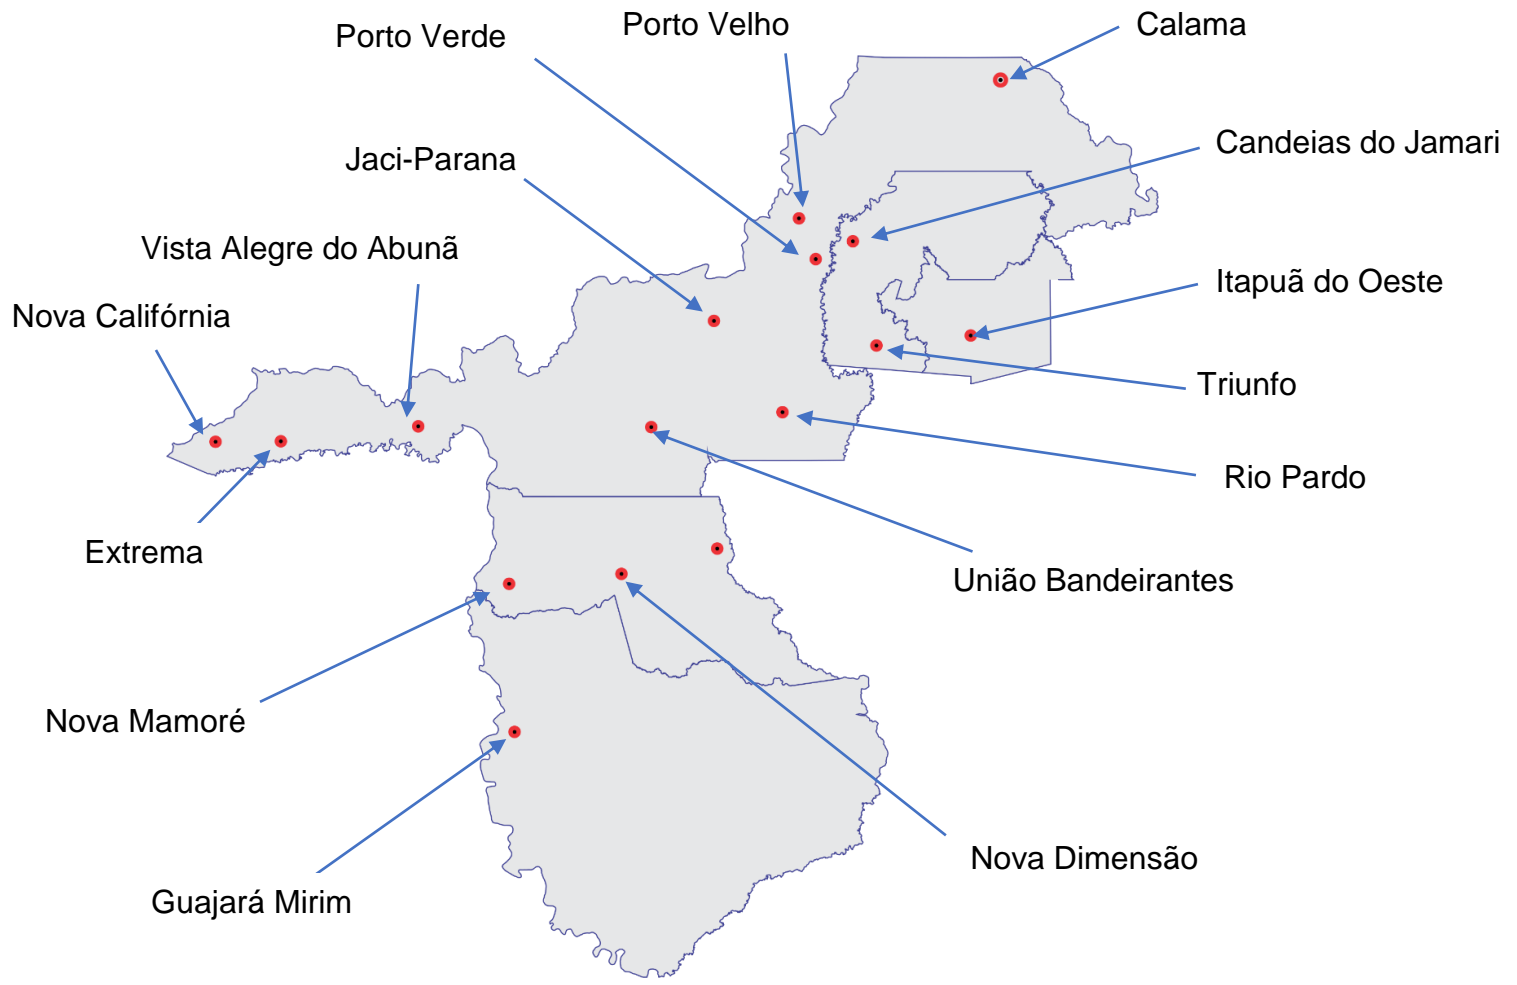 Porto Velho
Calama
Porto Verde
Candeias do Jamari
Jaci-Parana
Vista Alegre do Abunã
Itapuã do Oeste
Nova Califórnia
Triunfo
Rio Pardo
Extrema
União Bandeirantes
Nova Mamoré
Nova Dimensão
Guajará Mirim